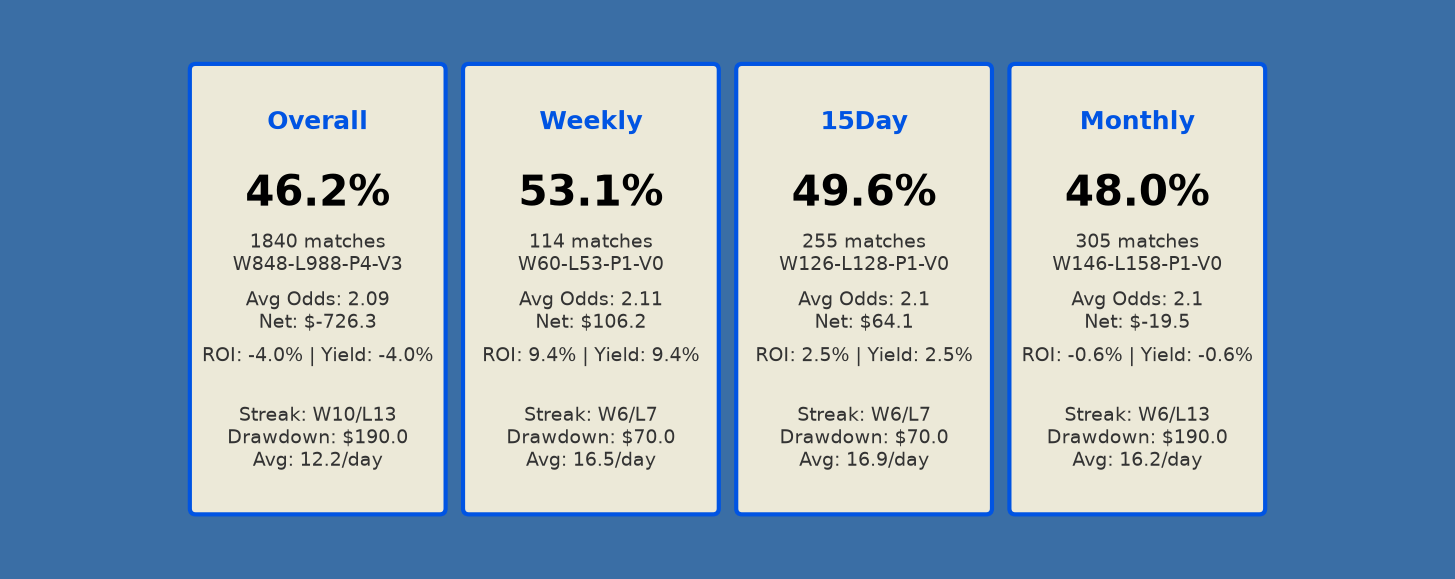 Overall
46.2%
1840 matches
W848-L988-P4-V3
Avg Odds: 2.09
Net: $-726.3
ROI: -4.0% | Yield: -4.0%
Streak: W10/L13
Drawdown: $190.0
Avg: 12.2/day
Weekly
53.1%
114 matches
W60-L53-P1-V0
Avg Odds: 2.11
Net: $106.2
ROI: 9.4% | Yield: 9.4%
Streak: W6/L7
Drawdown: $70.0
Avg: 16.5/day
15Day
49.6%
255 matches
W126-L128-P1-V0
Avg Odds: 2.1
Net: $64.1
ROI: 2.5% | Yield: 2.5%
Streak: W6/L7
Drawdown: $70.0
Avg: 16.9/day
Monthly
48.0%
305 matches
W146-L158-P1-V0
Avg Odds: 2.1
Net: $-19.5
ROI: -0.6% | Yield: -0.6%
Streak: W6/L13
Drawdown: $190.0
Avg: 16.2/day